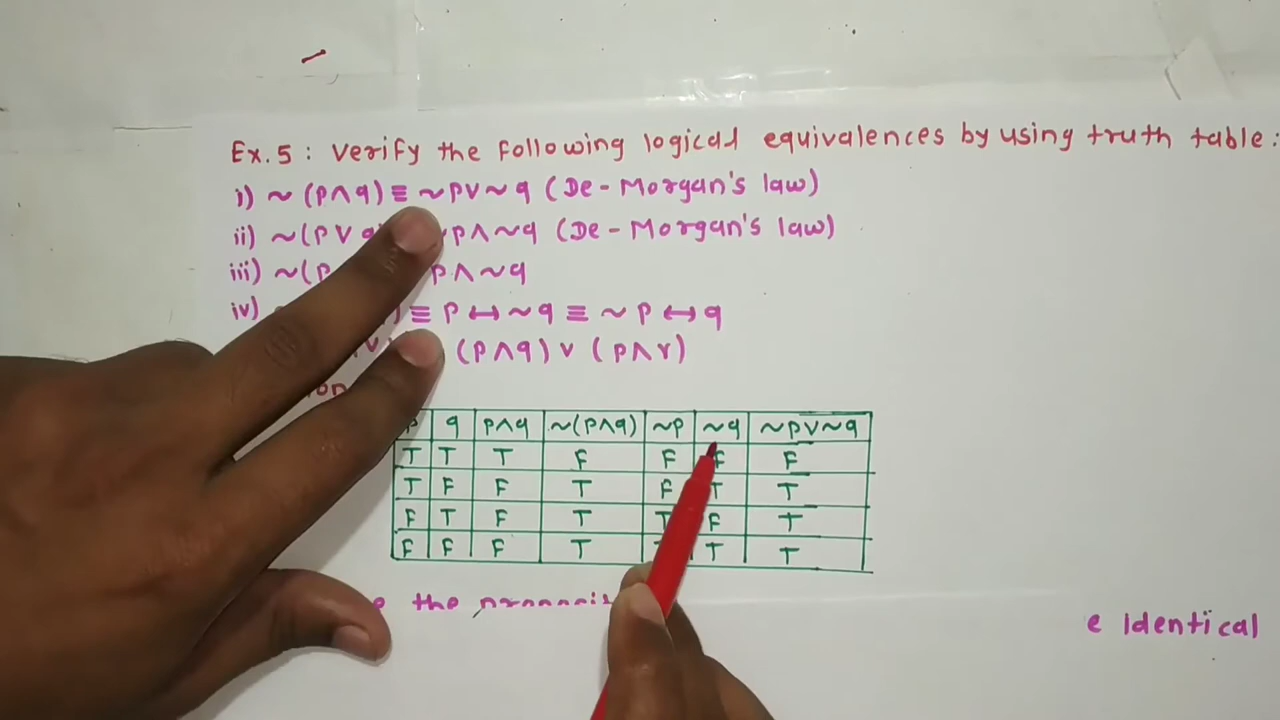 Ex. 5 : Verify the following logical equivalences by using truth table :
i) ~ (p∧q) ≡ ~p∨~q (De-Morgan's law)
ii) ~(p∨q) ~p∧~q (De-Morgan's law)
iii) ~(p p∧~q
iv) ) ≡ p↔~q ≡ ~p↔q
(p∧q) ∨ (p∧r)
p q p∧q ~(p∧q) ~p ~q ~p∨~q
T T T F F F F
T F F T F T T
F T F T T F T
F F F T T T
the
e identical